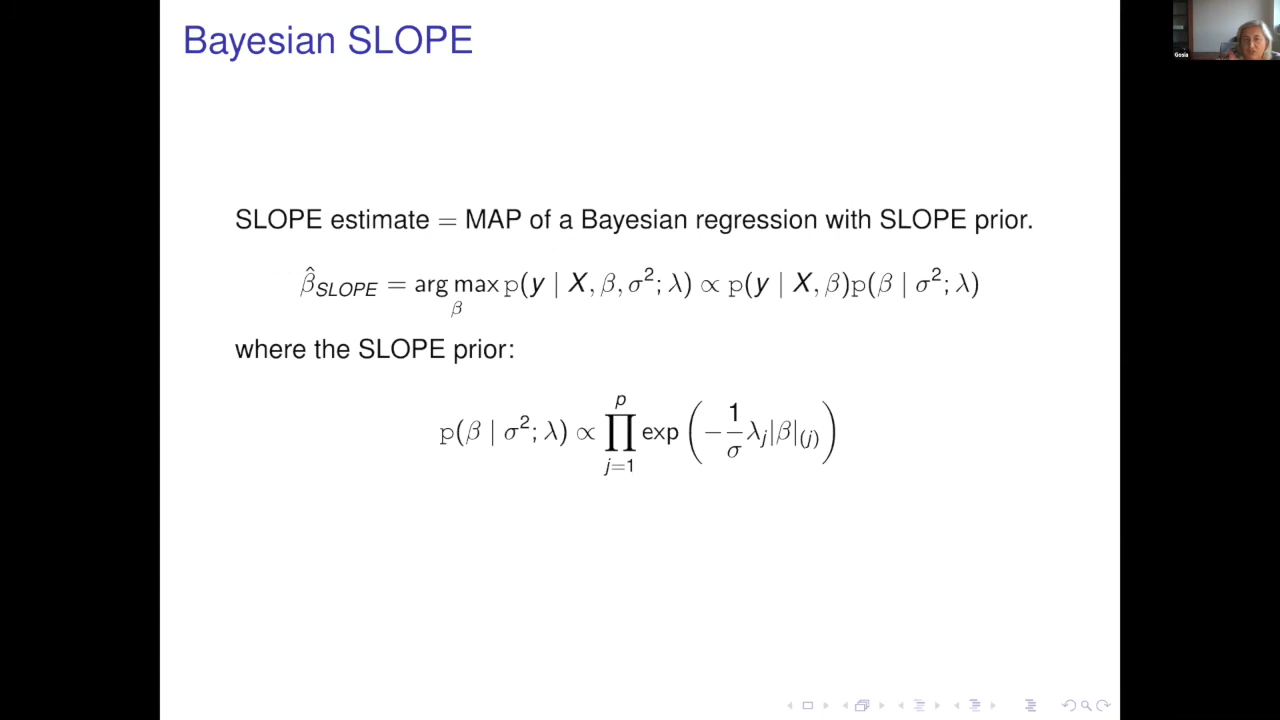 Bayesian SLOPE
Gosia
SLOPE estimate = MAP of a Bayesian regression with SLOPE prior.
β̂_SLOPE = arg max_β p(y | X, β, σ²; λ) ∝ p(y | X, β)p(β | σ²; λ)
where the SLOPE prior:
p(β | σ²; λ) ∝ ∏_{j=1}^{p} exp(−(1/σ) λ_j|β|_(j))